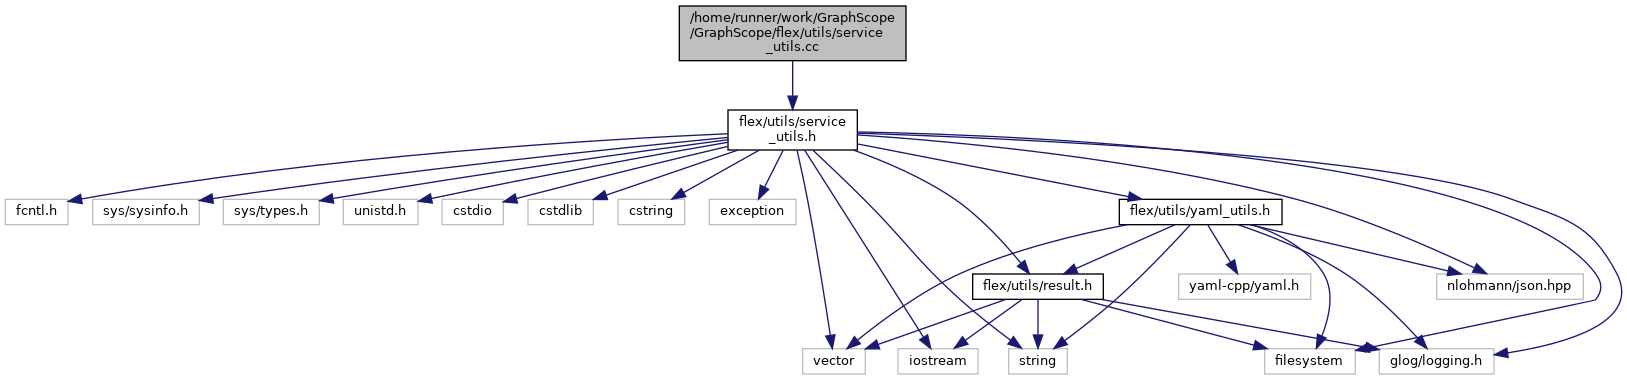 /home/runner/work/GraphScope
/GraphScope/flex/utils/service
_utils.cc
flex/utils/service
_utils.h
fcntl.h
sys/sysinfo.h
sys/types.h
unistd.h
cstdio
cstdlib
cstring
exception
flex/utils/yaml_utils.h
flex/utils/result.h
yaml-cpp/yaml.h
nlohmann/json.hpp
vector
iostream
string
filesystem
glog/logging.h